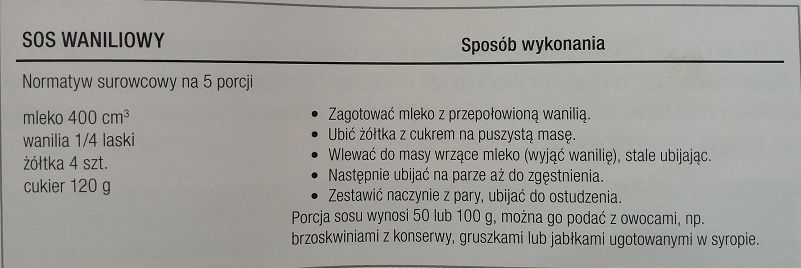 SOS WANILIOWY
Sposób wykonania
Normatyw surowcowy na 5 porcji
mleko 400 cm³
wanilia 1/4 laski
żółtka 4 szt.
cukier 120 g
• Zagotować mleko z przepołowioną wanilią.
• Ubić żółtka z cukrem na puszystą masę.
• Wlewać do masy wrzące mleko (wyjąć wanilię), stale ubijając.
• Następnie ubijać na parze aż do zgęstnienia.
• Zestawić naczynie z pary, ubijać do ostudzenia.
Porcja sosu wynosi 50 lub 100 g, można go podać z owocami, np.
brzoskwiniami z konserwy, gruszkami lub jabłkami ugotowanymi w syropie.